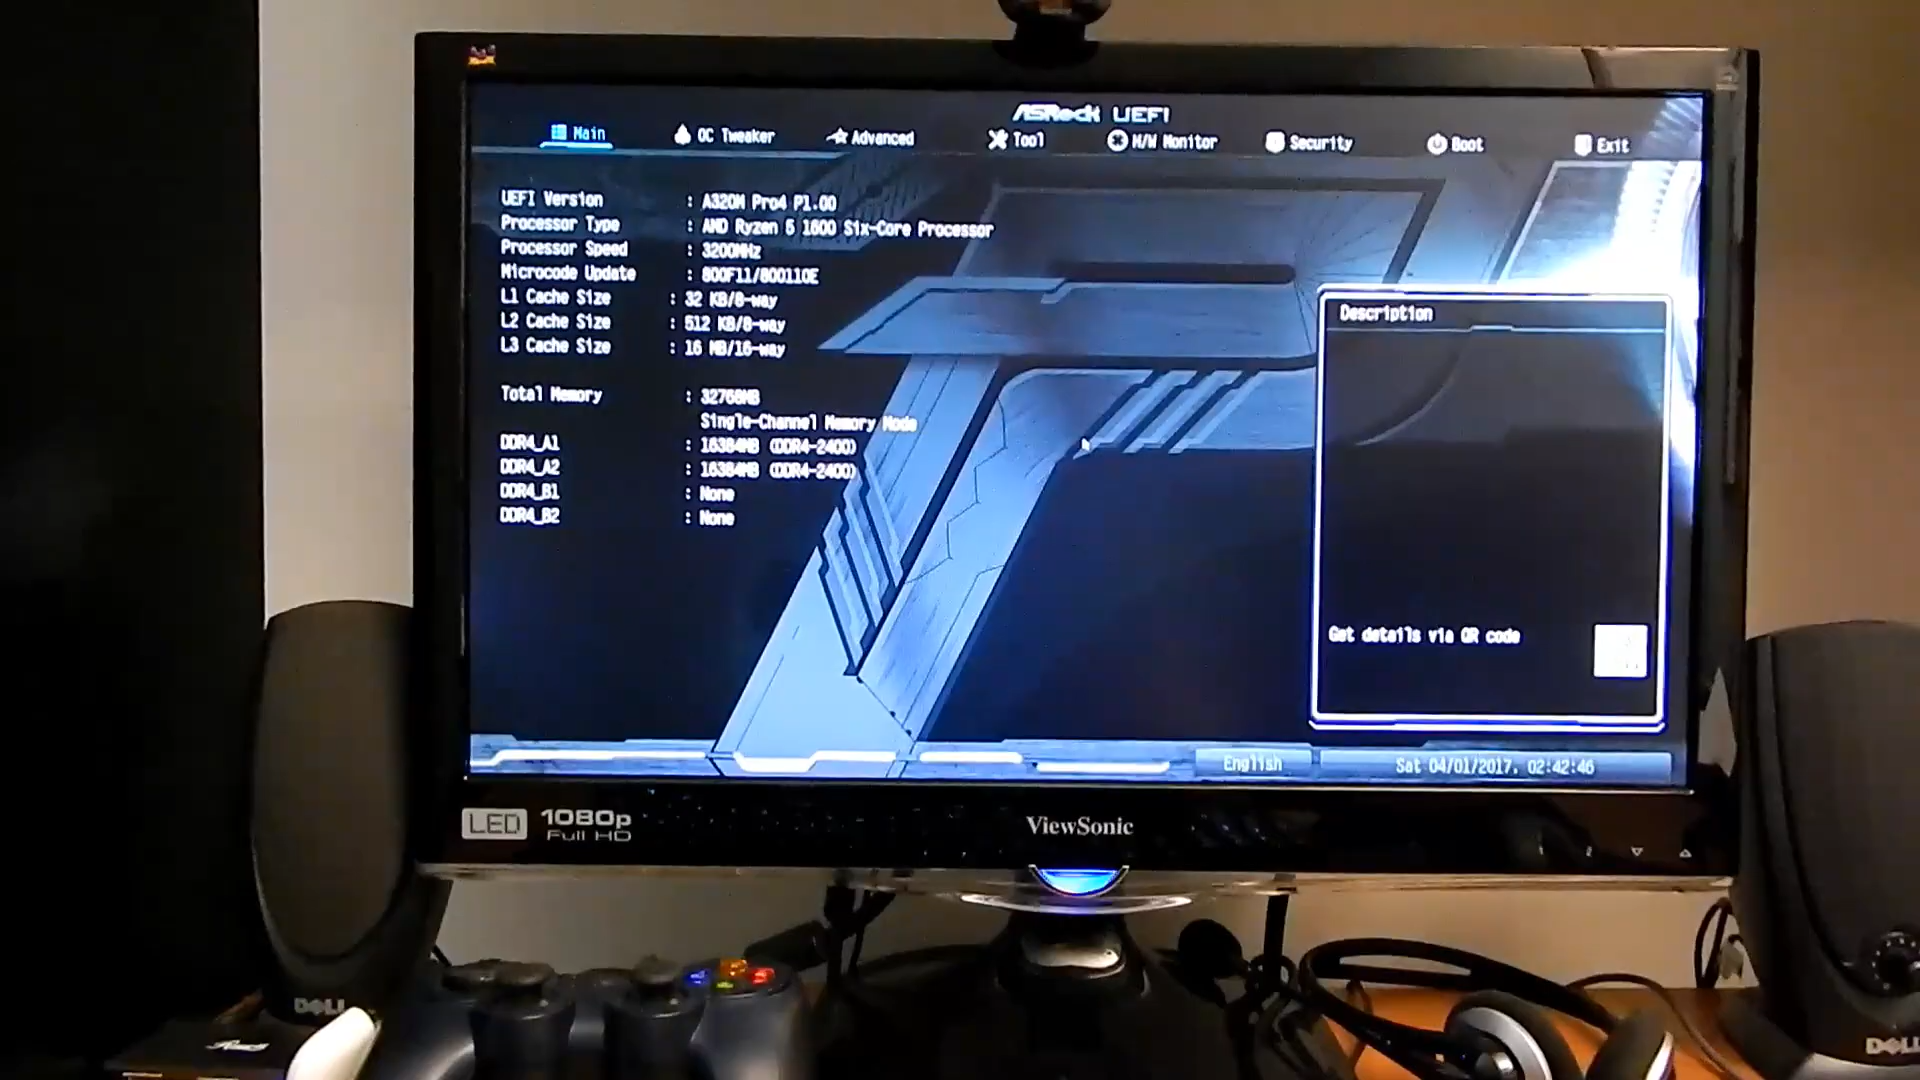 ASRock UEFI
Main OC Tweaker Advanced Tool H/W Monitor Security Boot Exit
UEFI Version : A320M Pro4 P1.00
Processor Type : AMD Ryzen 5 1600 Six-Core Processor
Processor Speed : 3200MHz
Microcode Update : 800F11/800110E
L1 Cache Size : 32 KB/8-way
L2 Cache Size : 512 KB/8-way
L3 Cache Size : 16 MB/16-way
Total Memory : 32768MB
Single-Channel Memory Mode
DDR4_A1 : 16384MB (DDR4-2400)
DDR4_A2 : 16384MB (DDR4-2400)
DDR4_B1 : None
DDR4_B2 : None
Description
Get details via QR code
English
Sat 04/01/2017, 02:42:46
LED 1080p
Full HD
ViewSonic
DELL
DELL